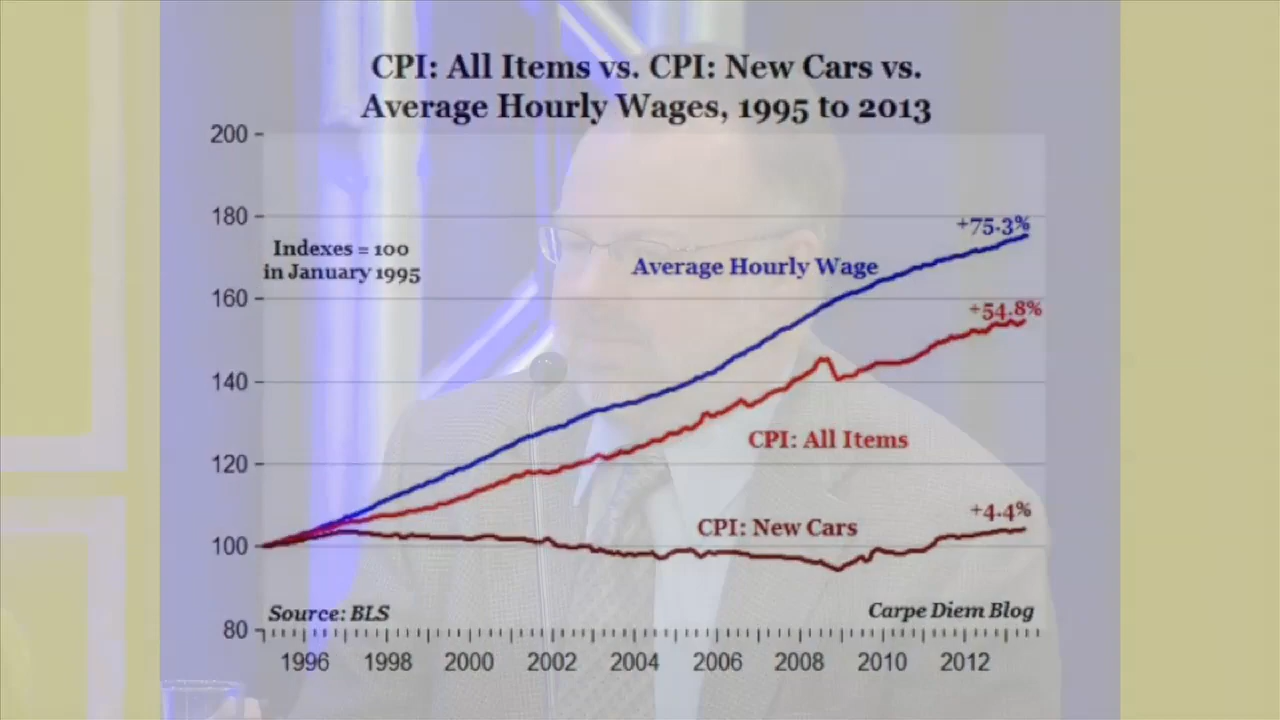 CPI: All Items vs. CPI: New Cars vs.
Average Hourly Wages, 1995 to 2013
200
180
160
140
120
100
80
Indexes = 100
in January 1995
+75.3%
Average Hourly Wage
+54.8%
CPI: All Items
+4.4%
CPI: New Cars
Source: BLS
Carpe Diem Blog
1996 1998 2000 2002 2004 2006 2008 2010 2012